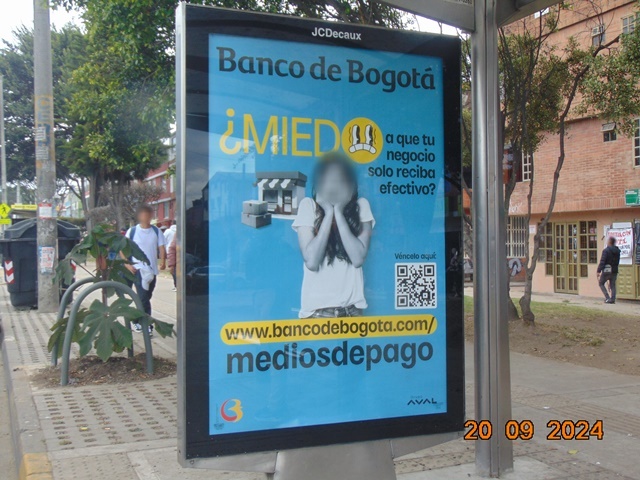 JCDecaux
Banco de Bogotá
¿MIEDO
a que tu
negocio
solo reciba
efectivo?
Véncelo aquí
www.bancodebogota.com/
mediosdepago
AVAL
20 09 2024